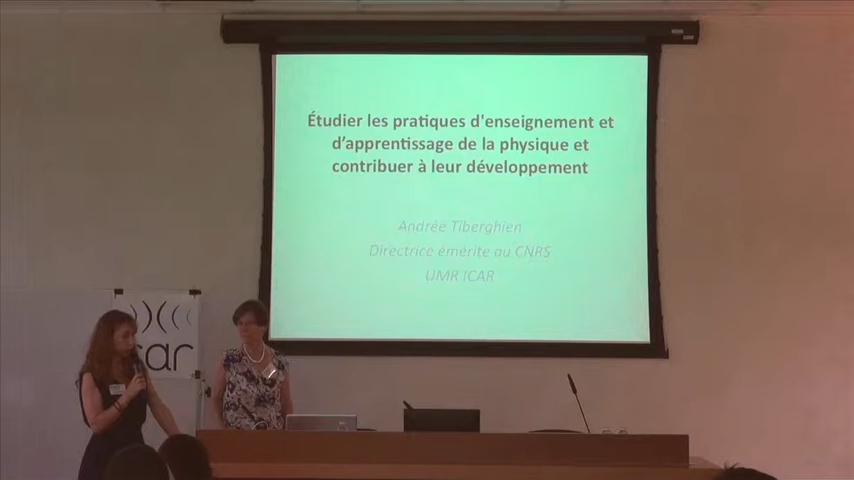 Étudier les pratiques d'enseignement et
d'apprentissage de la physique et
contribuer à leur développement
Andrée Tiberghien
Directrice émérite au CNRS
UMR ICAR
car